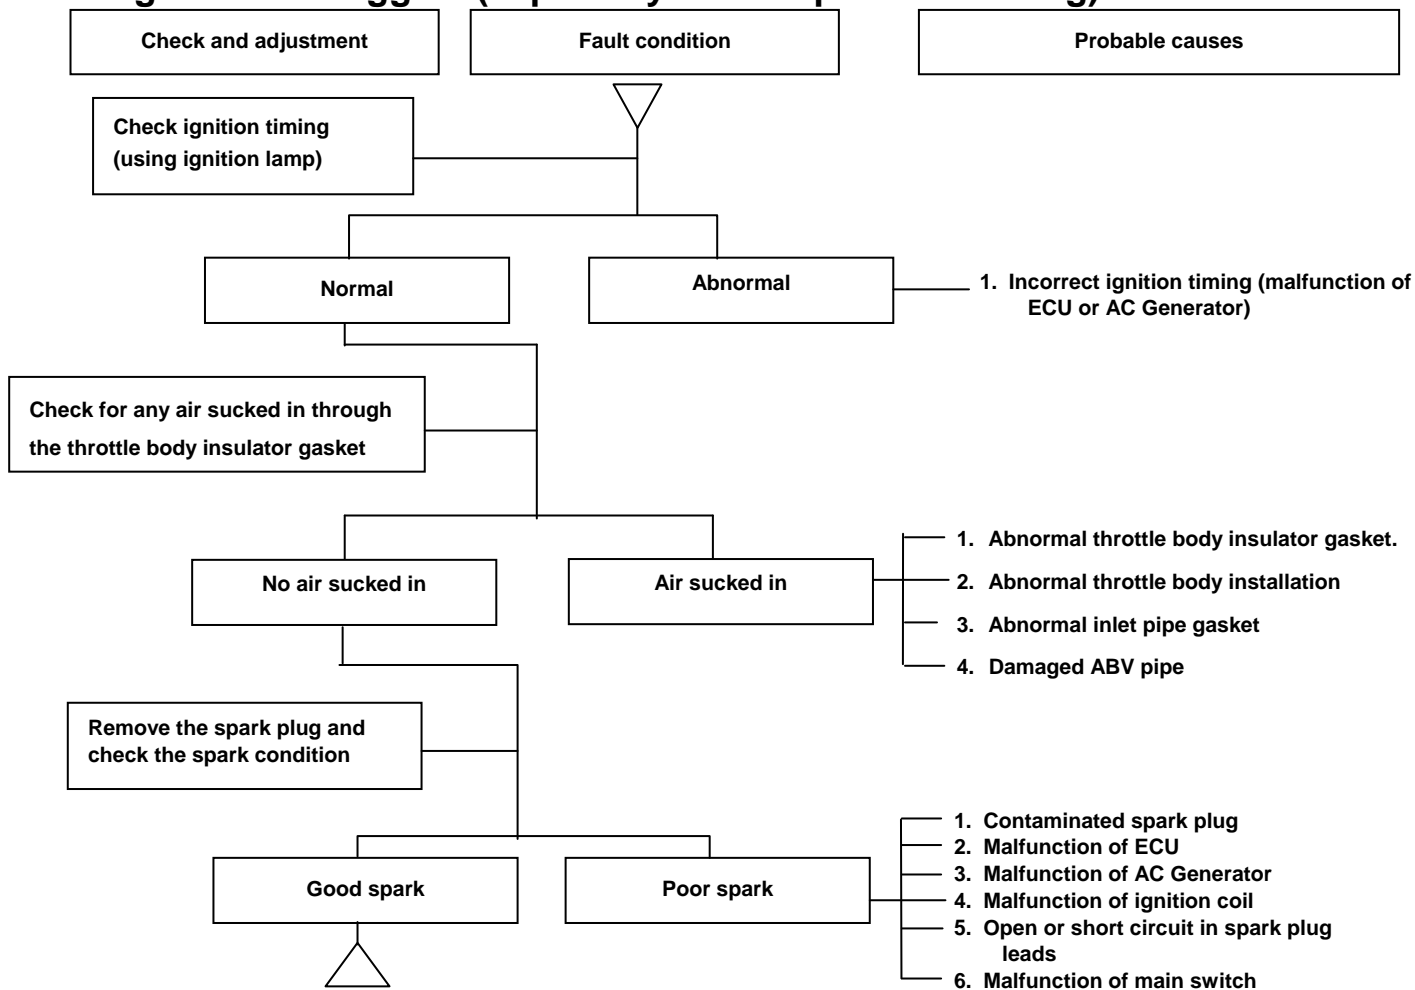 Check and adjustment
Fault condition
Probable causes
Check ignition timing
(using ignition lamp)
Normal
Abnormal
1. Incorrect ignition timing (malfunction of
ECU or AC Generator)
Check for any air sucked in through
the throttle body insulator gasket
No air sucked in
Air sucked in
1. Abnormal throttle body insulator gasket.
2. Abnormal throttle body installation
3. Abnormal inlet pipe gasket
4. Damaged ABV pipe
Remove the spark plug and
check the spark condition
Good spark
Poor spark
1. Contaminated spark plug
2. Malfunction of ECU
3. Malfunction of AC Generator
4. Malfunction of ignition coil
5. Open or short circuit in spark plug
leads
6. Malfunction of main switch